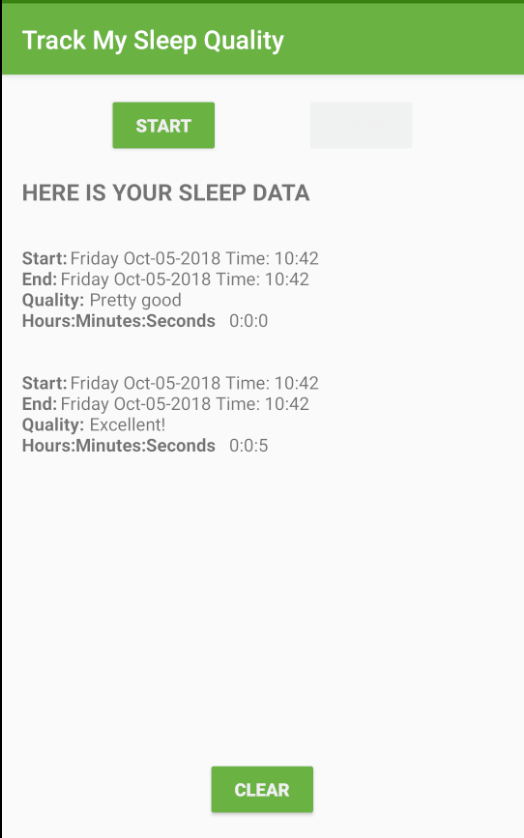 Track My Sleep Quality
START
HERE IS YOUR SLEEP DATA
Start: Friday Oct-05-2018 Time: 10:42
End: Friday Oct-05-2018 Time: 10:42
Quality: Pretty good
Hours:Minutes:Seconds 0:0:0
Start: Friday Oct-05-2018 Time: 10:42
End: Friday Oct-05-2018 Time: 10:42
Quality: Excellent!
Hours:Minutes:Seconds 0:0:5
CLEAR